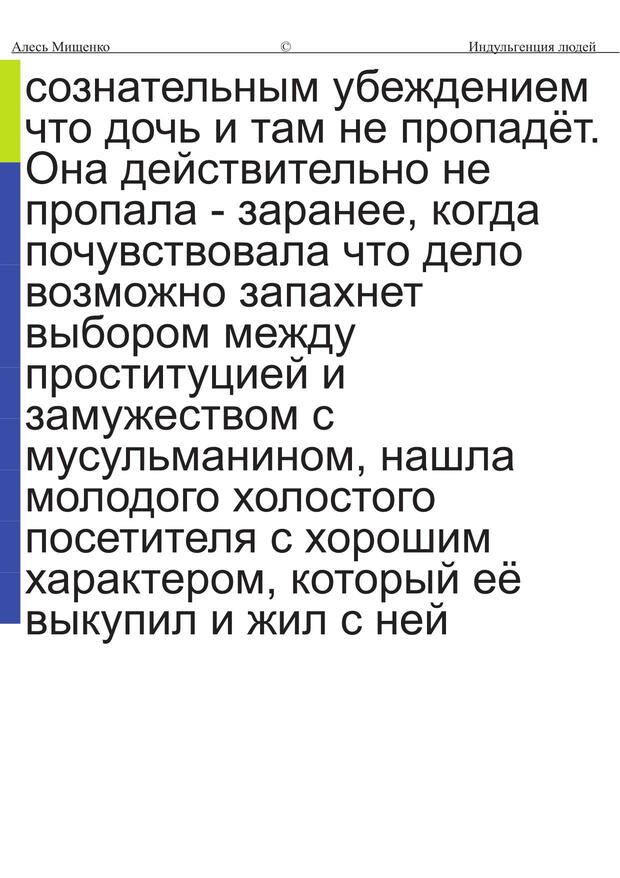 Алесь Мищенко © Индульгенция людей
сознательным убеждением
что дочь и там не пропадёт.
Она действительно не
пропала - заранее, когда
почувствовала что дело
возможно запахнет
выбором между
проституцией и
замужеством с
мусульманином, нашла
молодого холостого
посетителя с хорошим
характером, который её
выкупил и жил с ней